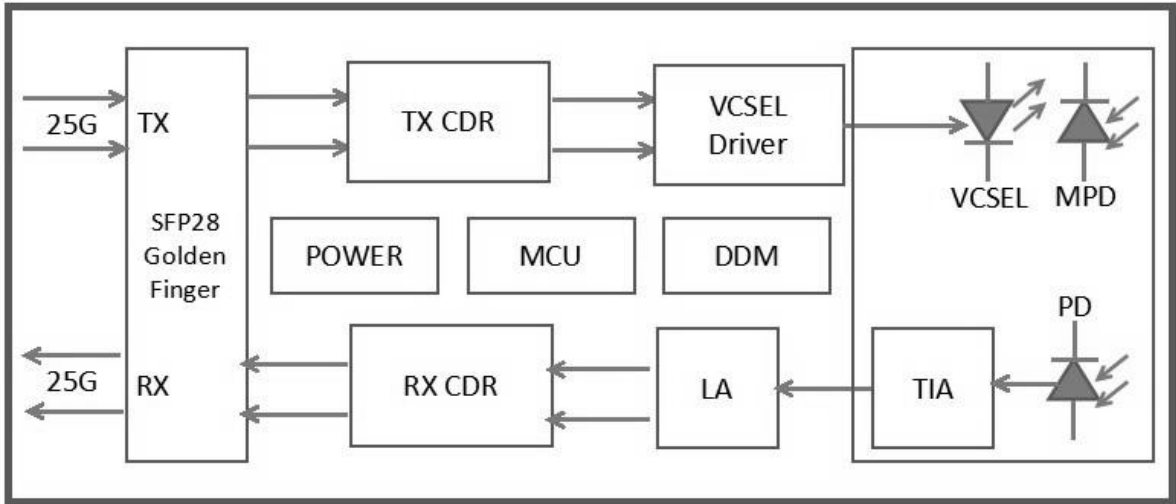 25G
TX
TX CDR
VCSEL
Driver
VCSEL
MPD
SFP28
Golden
Finger
POWER
MCU
DDM
25G
RX
RX CDR
LA
TIA
PD